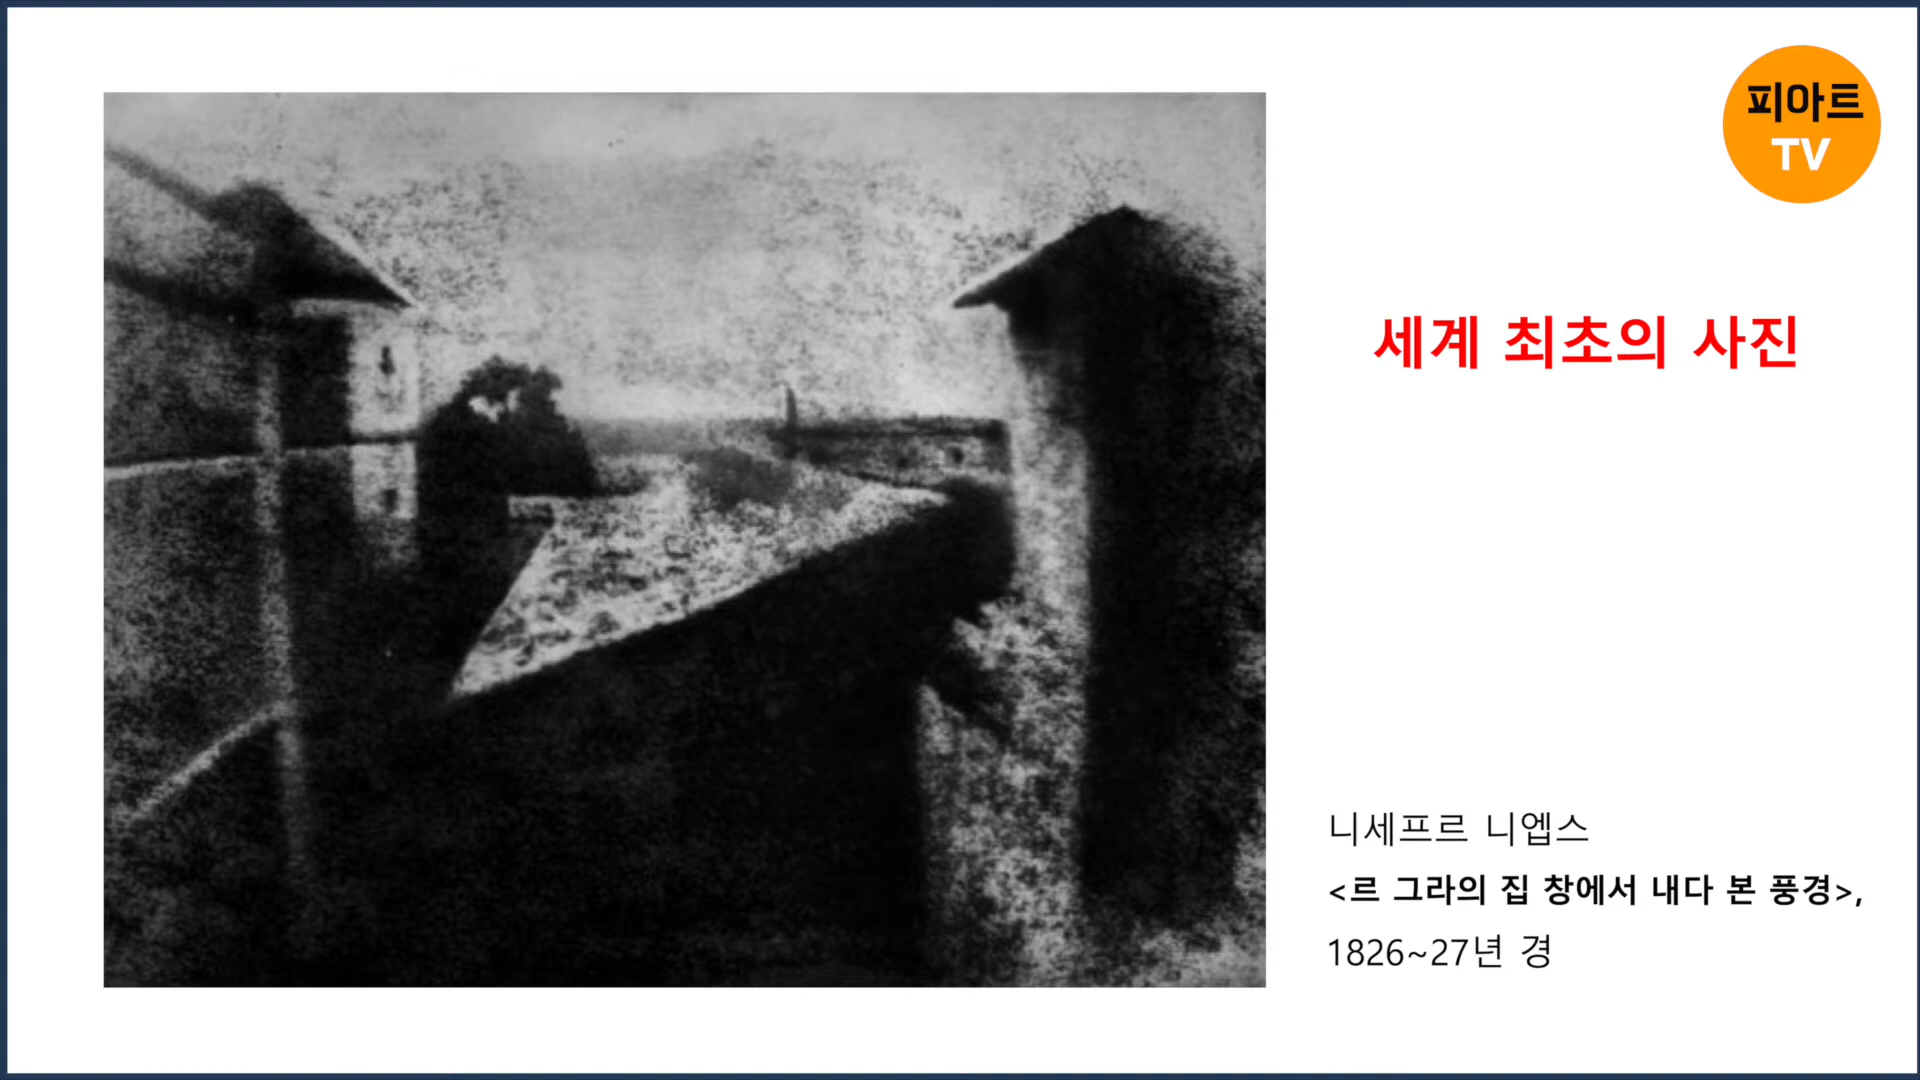 피아트
TV
세계 최초의 사진
니세프르 니엡스
<르 그라의 집 창에서 내다 본 풍경>,
1826~27년 경